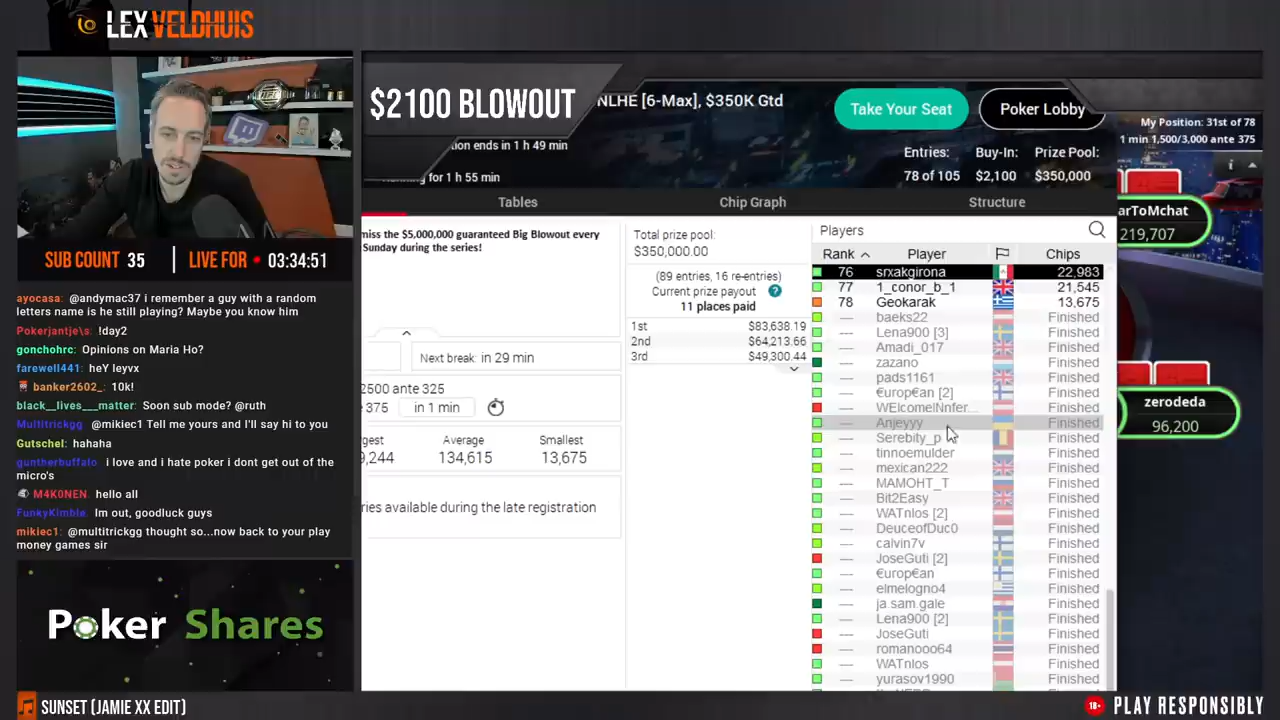 LEX VELDHUIS
$2100 BLOWOUT
NLHE [6-Max], $350K Gtd
Take Your Seat
Poker Lobby
My Position: 31st of 78
1 min 1,500/3,000 ante 375
tion ends in 1 h 49 min
for 1 h 55 min
Entries:
Buy-In:
Prize Pool:
78 of 105
$2,100
$350,000
Tables
Chip Graph
Structure
arToMchat
219,707
zerodeda
96,200
SUB COUNT 35
LIVE FOR 03:34:51
miss the $5,000,000 guaranteed Big Blowout every
Sunday during the series!
Next break: in 29 min
2500 ante 325
375
in 1 min
gest
Average
Smallest
9,244
134,615
13,675
ries available during the late registration
Total prize pool:
$350,000.00
(89 entries, 16 re-entries)
Current prize payout ?
11 places paid
1st $83,638.19
2nd $64,213.66
3rd $49,300.44
Players
Rank Player Chips
76 srxakgirona 22,983
77 1_conor_b_1 21,545
78 Geokarak 13,675
--- baeks22 Finished
--- Lena900 [3] Finished
--- Amadi_017 Finished
--- zazano Finished
--- pads1161 Finished
--- €urop€an [2] Finished
--- WElcomeINnfer... Finished
--- Anjeyyy Finished
--- Serebity_p Finished
--- tinnoemulder Finished
--- mexican222 Finished
--- MAMOHT_T Finished
--- Bit2Easy Finished
--- WATnlos [2] Finished
--- DeuceofDuc0 Finished
--- calvin7v Finished
--- JoseGuti [2] Finished
--- €urop€an Finished
--- elmelogno4 Finished
--- ja.sam.gale Finished
--- Lena900 [2] Finished
--- JoseGuti Finished
--- romanooo64 Finished
--- WATnlos Finished
--- yurasov1990 Finished
ayocasa: @andymac37 i remember a guy with a random
letters name is he still playing? Maybe you know him
Pokerjantje\s: !day2
gonchohrc: Opinions on Maria Ho?
farewell441: heY leyvx
banker2602_: 10k!
black__lives___matter: Soon sub mode? @ruth
Multitrickgg: @mikiec1 Tell me yours and I'll say hi to you
Gutschel: hahaha
guntherbuffalo: i love and i hate poker i dont get out of the
micro's
M4K0NEN: hello all
FunkyKimble: Im out, goodluck guys
mikiec1: @multitrickgg thought so...now back to your play
money games sir
Poker Shares
SUNSET (JAMIE XX EDIT)
18+ PLAY RESPONSIBLY